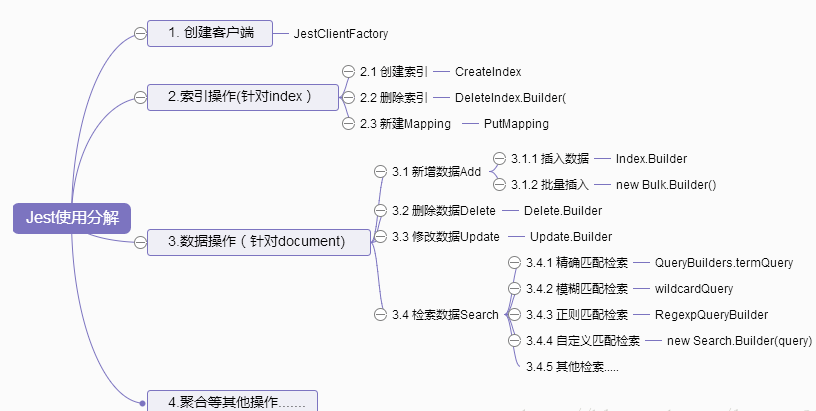 1. 创建客户端
JestClientFactory
2.索引操作(针对index )
2.1 创建索引
CreateIndex
2.2 删除索引
DeleteIndex.Builder(
2.3 新建Mapping
PutMapping
Jest使用分解
3.数据操作 ( 针对document)
3.1 新增数据Add
3.1.1 插入数据
Index.Builder
3.1.2 批量插入
new Bulk.Builder()
3.2 删除数据Delete
Delete.Builder
3.3 修改数据Update
Update.Builder
3.4 检索数据Search
3.4.1 精确匹配检索
QueryBuilders.termQuery
3.4.2 模糊匹配检索
wildcardQuery
3.4.3 正则匹配检索
RegexpQueryBuilder
3.4.4 自定义匹配检索
new Search.Builder(query)
3.4.5 其他检索.....
4.聚合等其他操作.......